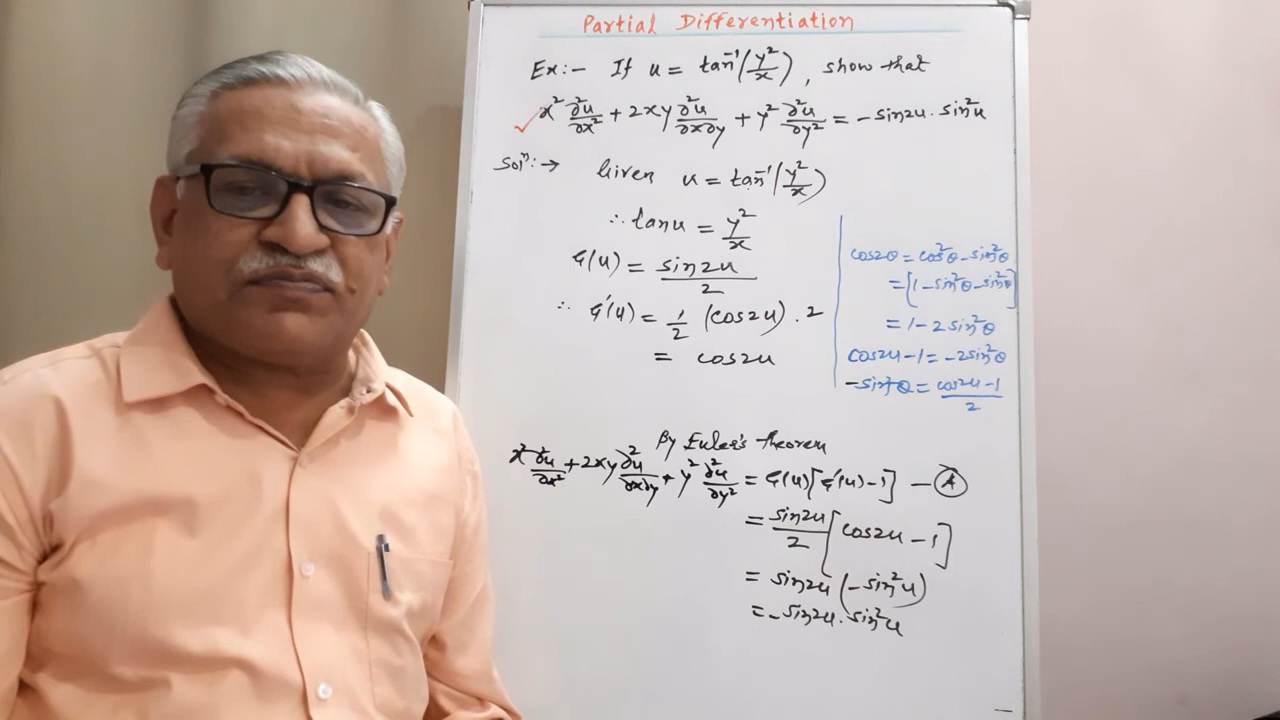 Partial Differentiation
Ex:- If u = tan⁻¹(y²/x), show that
x² ∂²u/∂x² + 2xy ∂²u/∂x∂y + y² ∂²u/∂y² = - sin2u . sin²u
Solⁿ:→ Given u = tan⁻¹(y²/x)
∴ tanu = y²/x
G(u) = sin2u/2
∴ G'(u) = 1/2 (cos2u) . 2
= cos2u
cos2θ = cos²θ - sin²θ
= [1 - sin²θ - sin²θ]
= 1 - 2sin²θ
cos2u - 1 = -2sin²θ
-sin²θ = cos2u - 1/2
By Euler's theorem
x² ∂²u/∂x² + 2xy ∂²u/∂x∂y + y² ∂²u/∂y² = G(u)[G'(u) - 1] — Ⓐ
= sin2u/2 [cos2u - 1]
= sin2u (-sin²u)
= - sin2u . sin²u